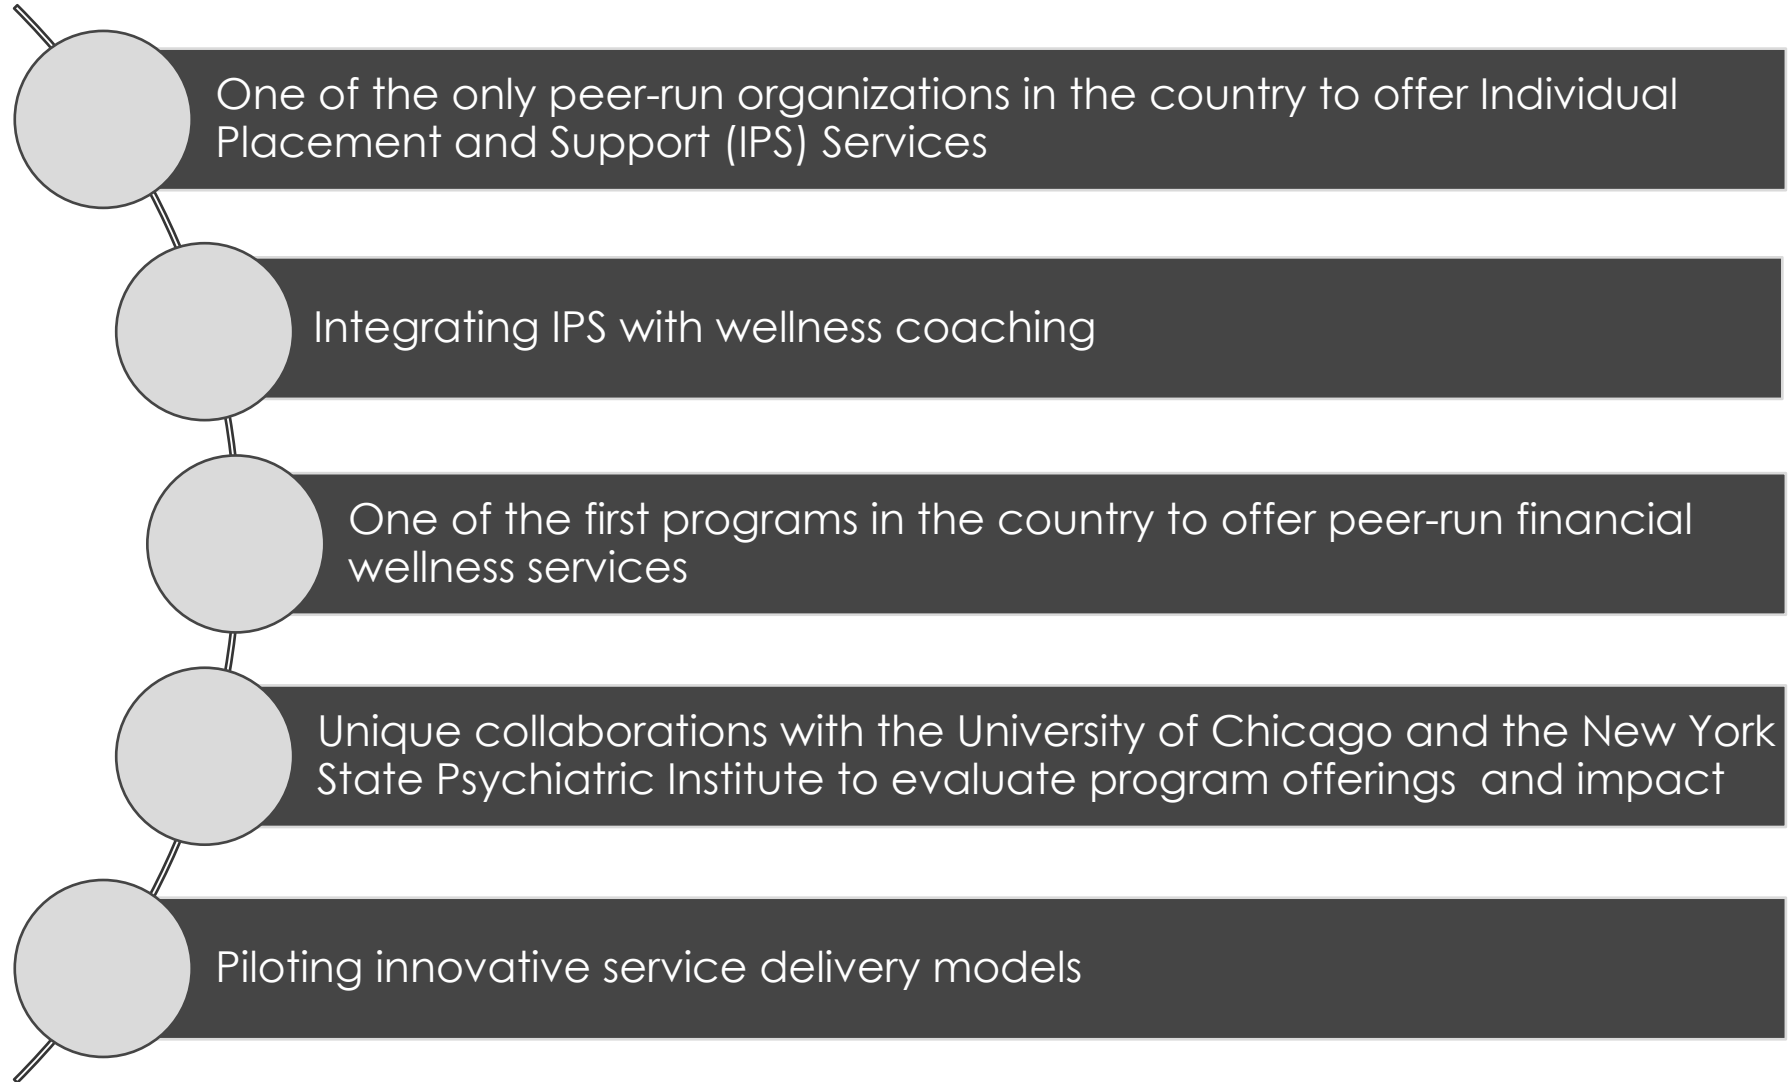 One of the only peer-run organizations in the country to offer Individual
Placement and Support (IPS) Services
Integrating IPS with wellness coaching
One of the first programs in the country to offer peer-run financial
wellness services
Unique collaborations with the University of Chicago and the New York
State Psychiatric Institute to evaluate program offerings  and impact
Piloting innovative service delivery models